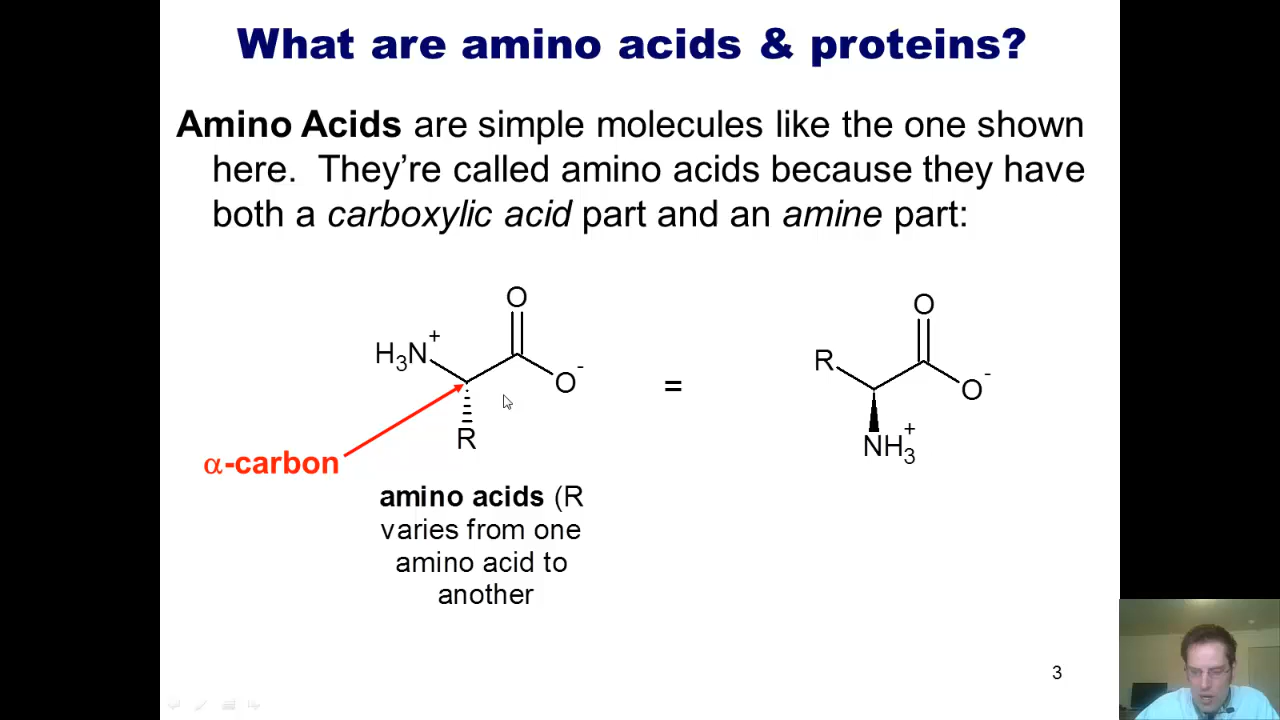 What are amino acids & proteins?
Amino Acids are simple molecules like the one shown
here. They’re called amino acids because they have
both a carboxylic acid part and an amine part:
O
H₃N⁺
O⁻
R
α-carbon
=
O
R
O⁻
NH₃⁺
amino acids (R
varies from one
amino acid to
another
3